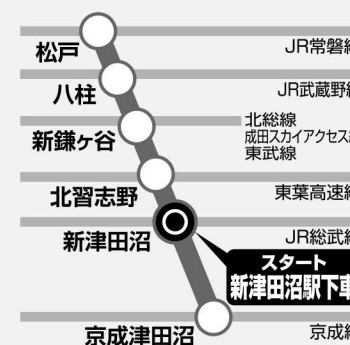 松戸
JR常磐
八柱
JR武蔵野
新鎌ヶ谷
北総線
成田スカイアクセス
東武線
北習志野
東葉高速
新津田沼
JR総武
スタート
新津田沼駅下車
京成津田沼
京成